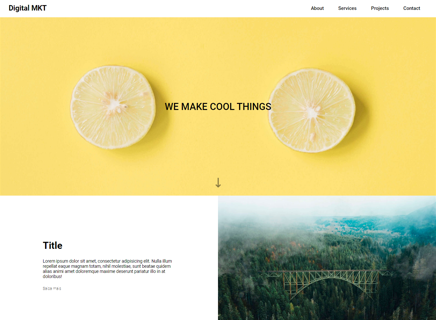 Digital MKT
About Services Projects Contact
WE MAKE COOL THINGS
Title
Lorem ipsum dolor sit amet, consectetur adipisicing elit. Nulla illum
repellat eaque magnam totam, nihil molestiae, sunt beatae quidem
alias animi amet doloremque maxime deserunt pariatur illo in at
doloribus!